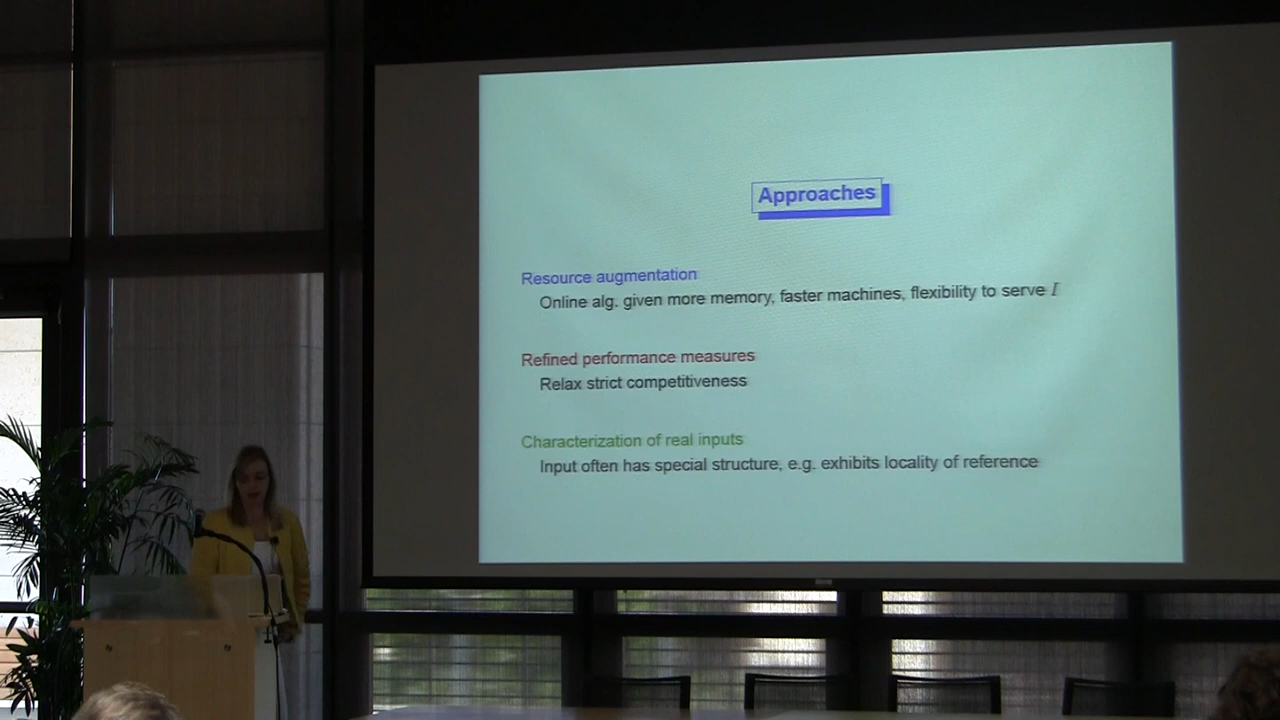 Approaches
Resource augmentation
Online alg. given more memory, faster machines, flexibility to serve I
Refined performance measures
Relax strict competitiveness
Characterization of real inputs
Input often has special structure, e.g. exhibits locality of reference